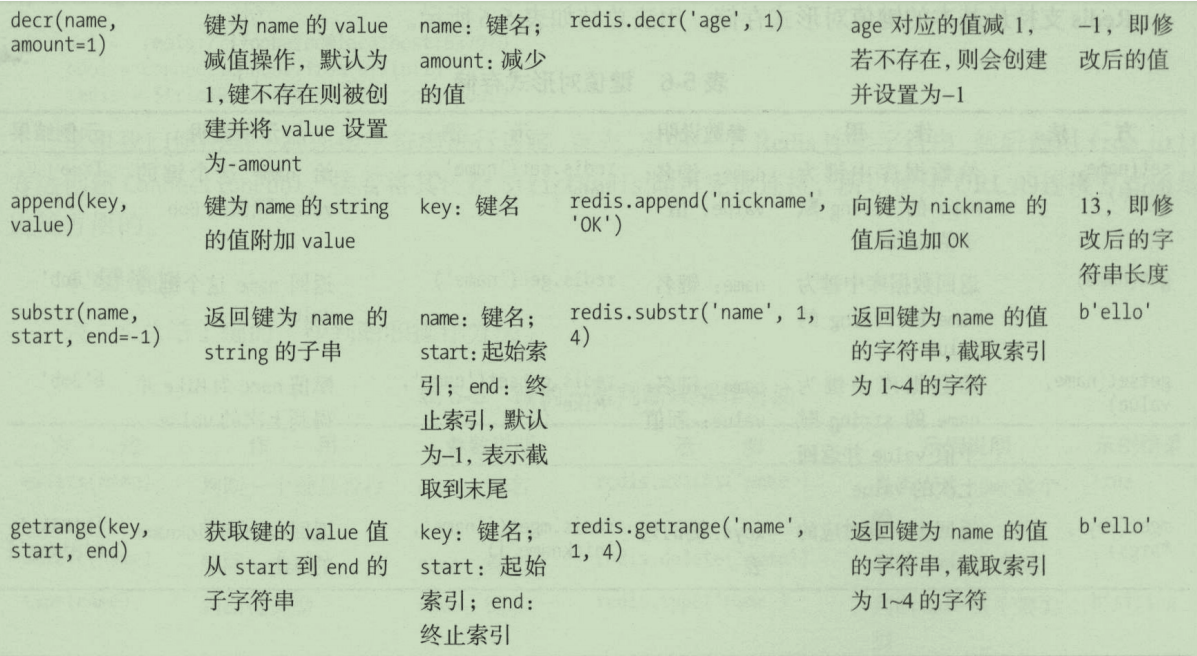 decr(name,
amount=1)
键为 name 的 value
减值操作，默认为
1,键不存在则被创
建并将 value 设置
为-amount
name：键名；
amount：减少
的值
redis.decr('age', 1)
age 对应的值减 1,
若不存在，则会创建
并设置为–1
–1，即修
改后的值
append(key,
value)
键为 name 的 string
的值附加 value
key：键名
redis.append('nickname',
'OK')
向键为 nickname 的
值后追加 OK
13，即修
改后的字
符串长度
substr(name,
start, end=-1)
返回键为 name 的
string 的子串
name：键名；
start：起始索
引；end：终
止索引，默认
为–1，表示截
取到末尾
redis.substr('name', 1,
4)
返回键为 name 的值
的字符串，截取索引
为 1~4 的字符
b'ello'
getrange(key,
start, end)
获取键的 value 值
从 start 到 end 的
子字符串
key：键名；
start：起始
索引；end：
终止索引
redis.getrange('name',
1, 4)
返回键为 name 的值
的字符串，截取索引
为 1~4 的字符
b'ello'